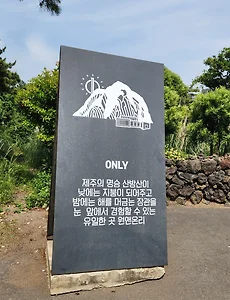 ONLY
제주의 명승 산방산이
낮에는 지붕이 되어주고
밤에는 해를 머금는 장관을
눈 앞에서 경험할 수 있는
유일한 곳 원앤온리